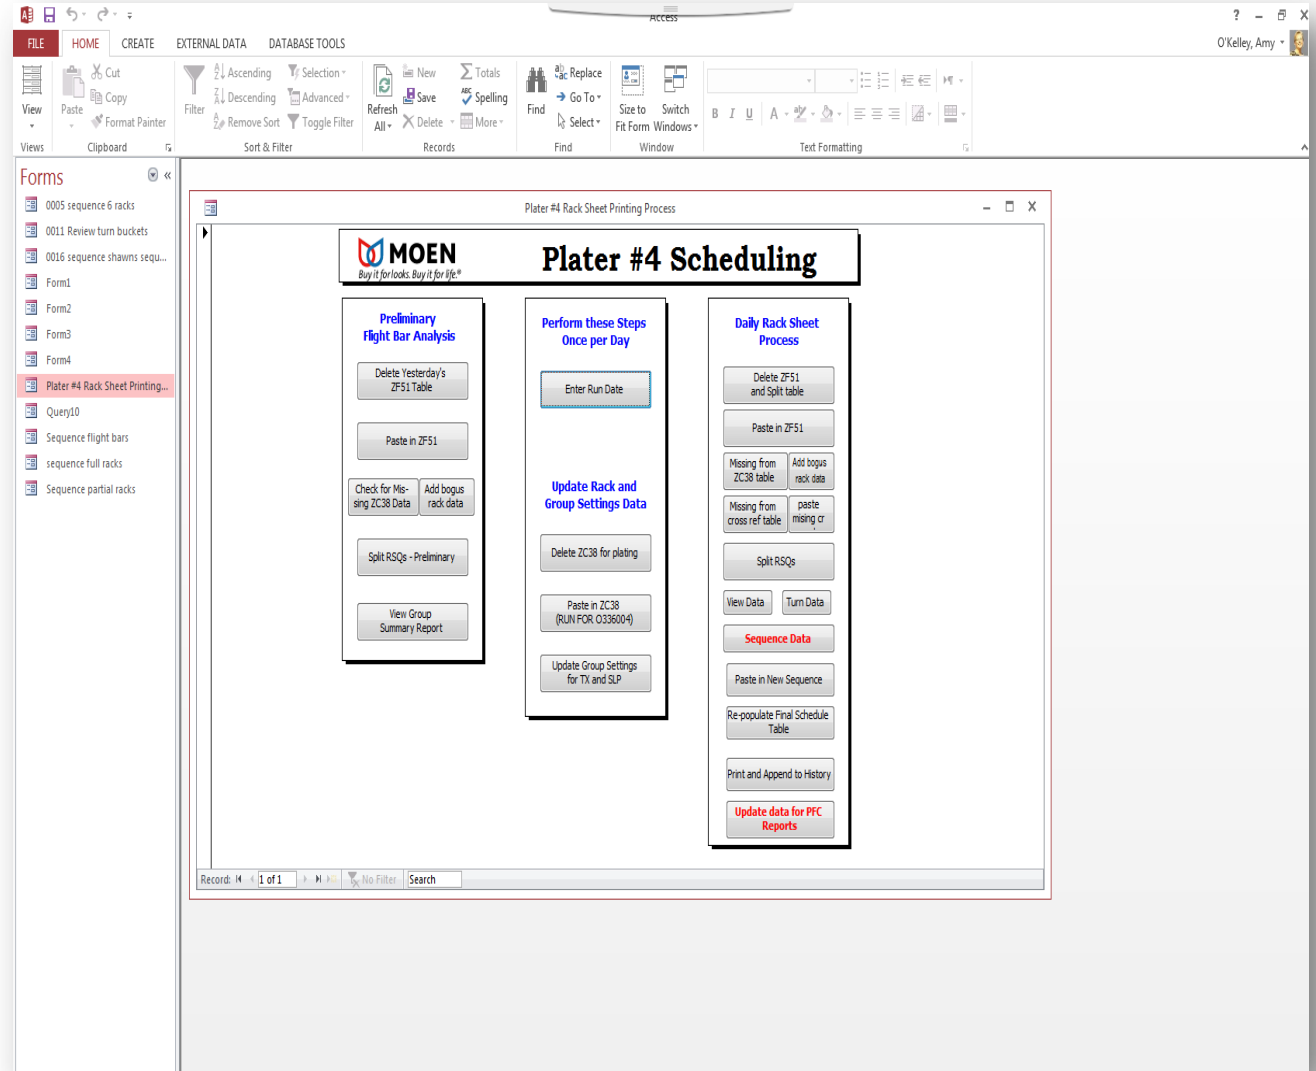 Access
?
FILE HOME CREATE EXTERNAL DATA DATABASE TOOLS
O'Kelley, Amy
View
Views
Paste
Cut
Copy
Format Painter
Clipboard
Filter
Ascending
Descending
Remove Sort
Selection
Advanced
Toggle Filter
Sort & Filter
Refresh
All
New
Save
Delete
Totals
Spelling
More
Records
Find
Replace
Go To
Select
Find
Size to
Fit Form
Switch
Windows
Window
B I U A
Text Formatting
Forms
0005 sequence 6 racks
0011 Review turn buckets
0016 sequence shawns sequ...
Form1
Form2
Form3
Form4
Plater #4 Rack Sheet Printing...
Query10
Sequence flight bars
sequence full racks
Sequence partial racks
Plater #4 Rack Sheet Printing Process
MOEN
Buy it for looks. Buy it for life.®
Plater #4 Scheduling
Preliminary
Flight Bar Analysis
Delete Yesterday's
ZF51 Table
Paste in ZF51
Check for Mis-
sing ZC38 Data
Add bogus
rack data
Split RSQs - Preliminary
View Group
Summary Report
Perform these Steps
Once per Day
Enter Run Date
Update Rack and
Group Settings Data
Delete ZC38 for plating
Paste in ZC38
(RUN FOR O336004)
Update Group Settings
for TX and SLP
Daily Rack Sheet
Process
Delete ZF51
and Split table
Paste in ZF51
Missing from
ZC38 table
Add bogus
rack data
Missing from
cross ref table
paste
mising cr
Split RSQs
View Data
Turn Data
Sequence Data
Paste in New Sequence
Re-populate Final Schedule
Table
Print and Append to History
Update data for PFC
Reports
Record: 1 of 1 No Filter Search